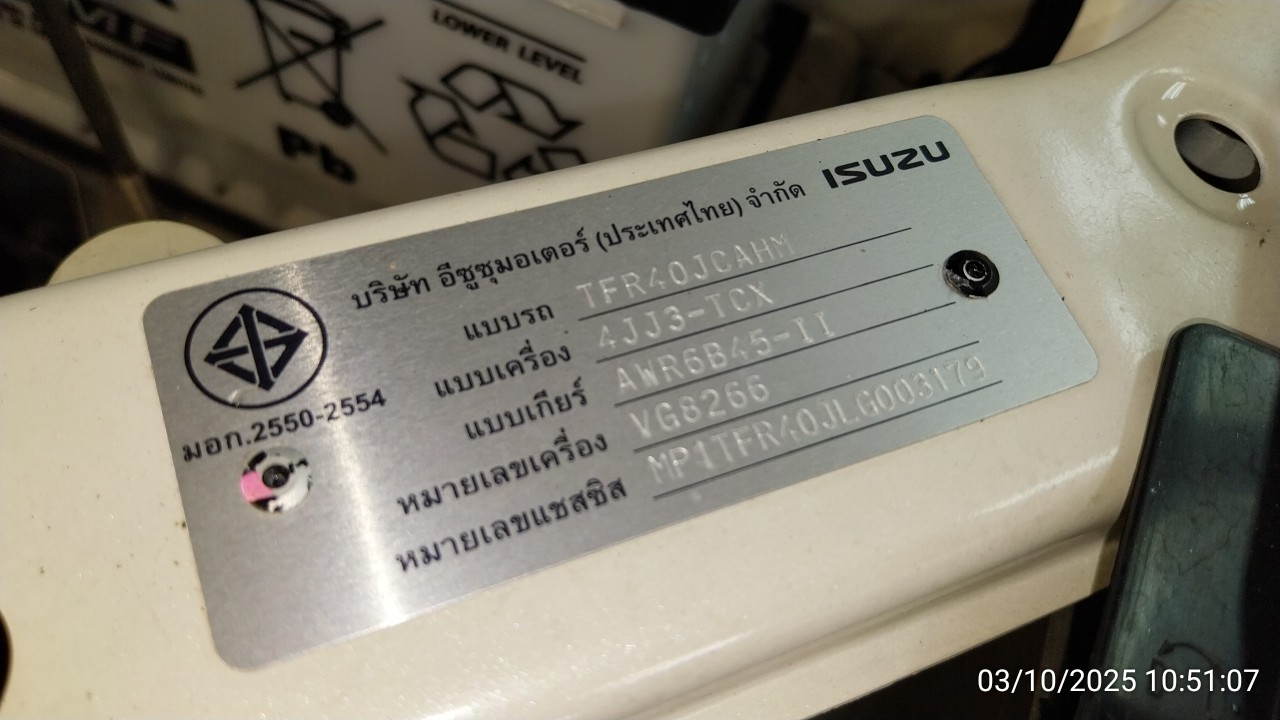 LOWER LEVEL
Pb
ISUZU
บริษัท อีซูซุมอเตอร์ (ประเทศไทย) จำกัด
แบบรถ TFR40JCAHM
แบบเครื่อง 4JJ3-TCX
แบบเกียร์ AWR6B45-II
หมายเลขเครื่อง VG8266
หมายเลขแชสซิส MP1TFR40JLG003179
มอก.2550-2554
03/10/2025 10:51:07